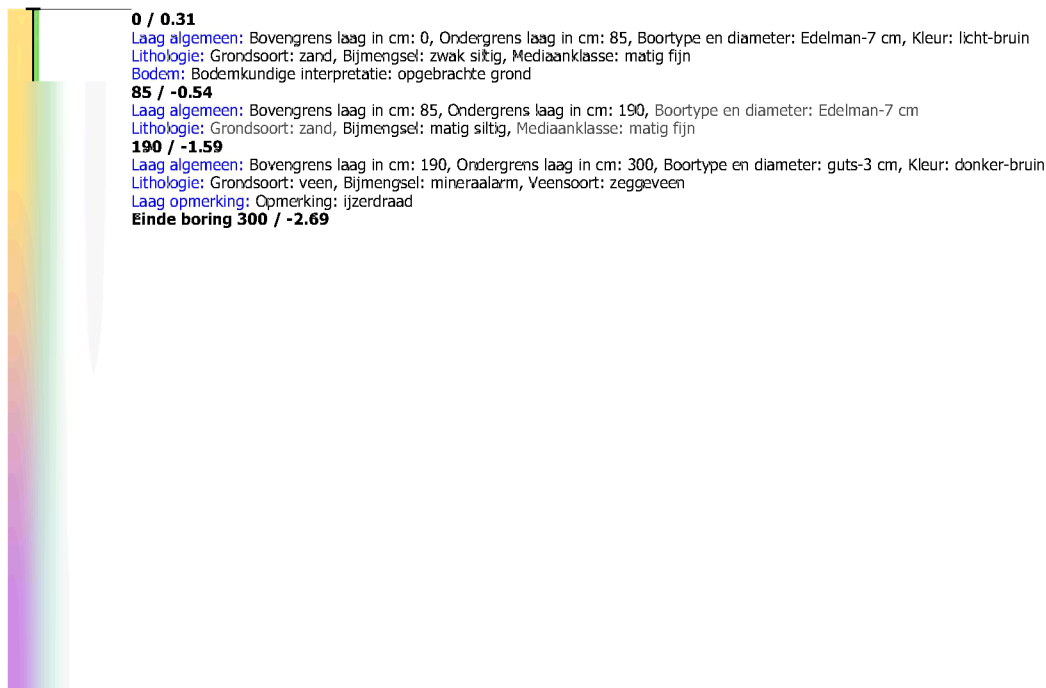 0 / 0.31
Laag algemeen: Bovengrens laag in cm: 0, Ondergrens laag in cm: 85, Boortype en diameter: Edelman-7 cm, Kleur: licht-bruin
Lithologie: Grondsoort: zand, Bijmengsel: zwak siltig, Mediaanklasse: matig fijn
Bodem: Bodemkundige interpretatie: opgebrachte grond
85 / -0.54
Laag algemeen: Bovengrens laag in cm: 85, Ondergrens laag in cm: 190, Boortype en diameter: Edelman-7 cm
Lithologie: Grondsoort: zand, Bijmengsel: matig siltig, Mediaanklasse: matig fijn
190 / -1.59
Laag algemeen: Bovengrens laag in cm: 190, Ondergrens laag in cm: 300, Boortype en diameter: guts-3 cm, Kleur: donker-bruin
Lithologie: Grondsoort: veen, Bijmengsel: mineraalarm, Veensoort: zeggeveen
Laag opmerking: Opmerking: ijzerdraad
Einde boring 300 / -2.69